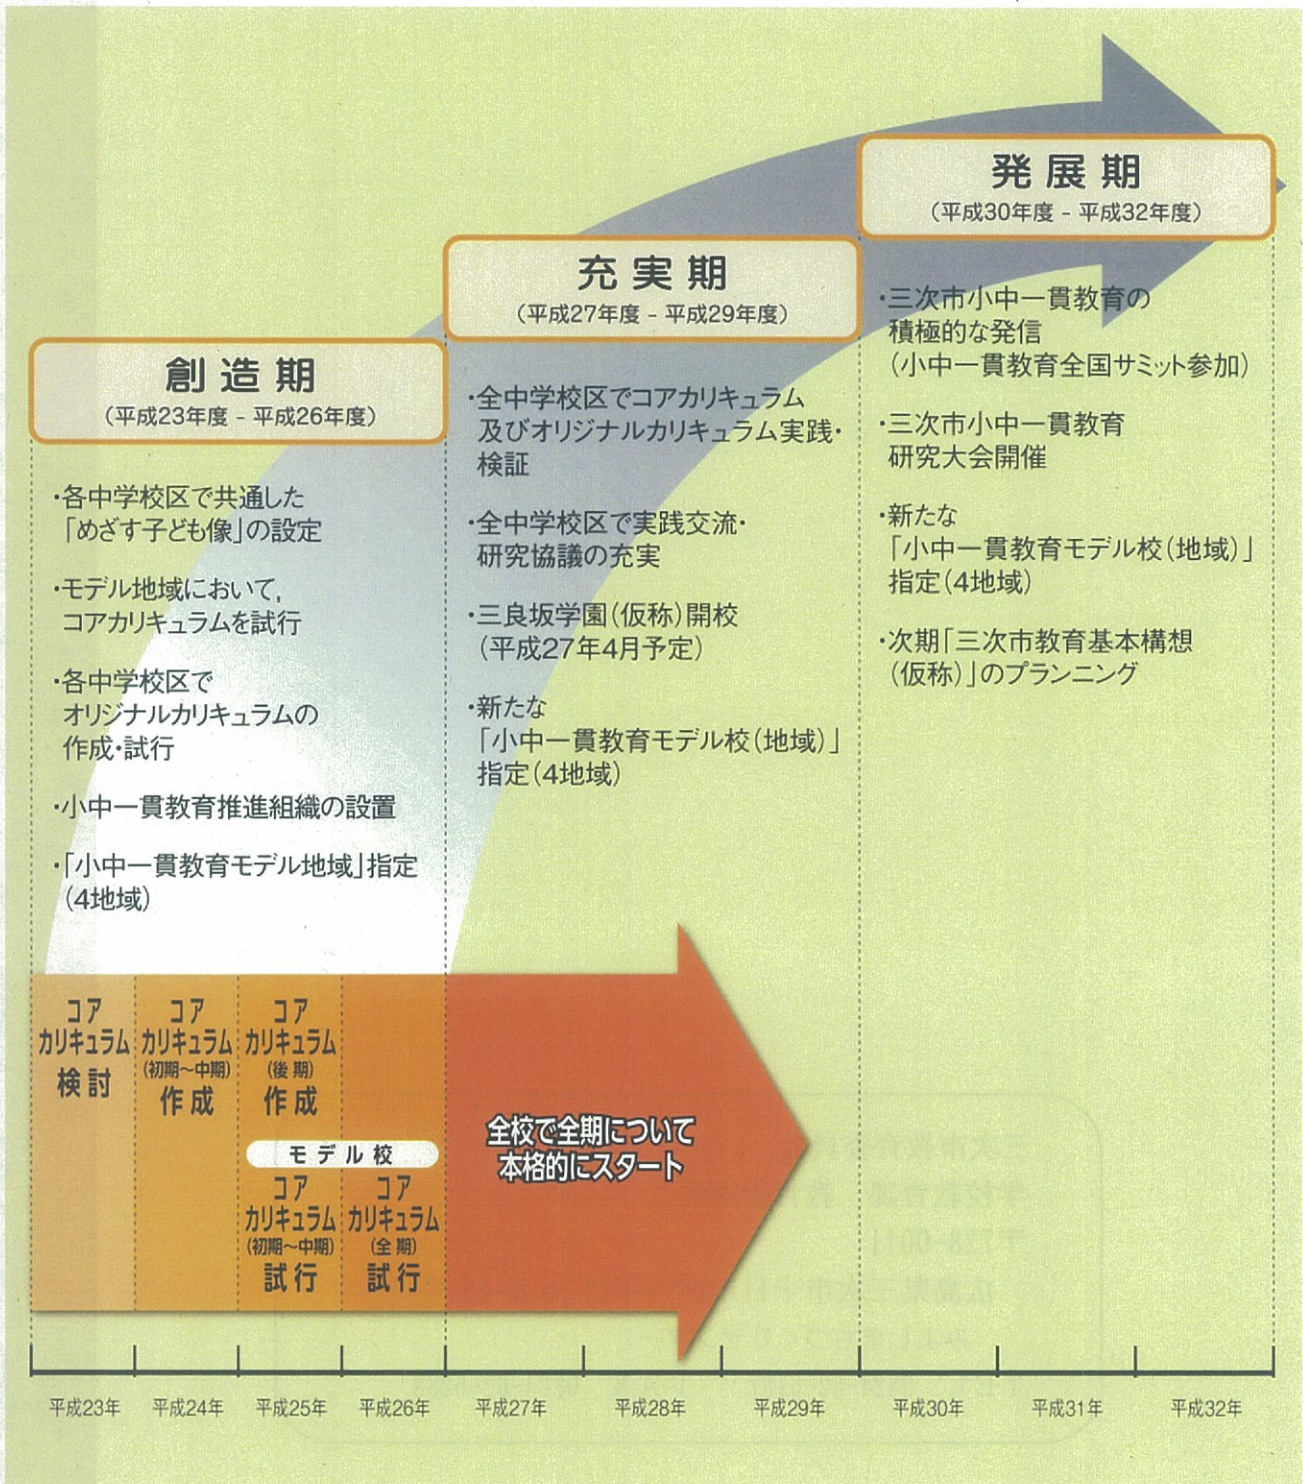 発展期
（平成30年度 - 平成32年度）
・三次市小中一貫教育の
積極的な発信
（小中一貫教育全国サミット参加）
・三次市小中一貫教育
研究大会開催
・新たな
「小中一貫教育モデル校（地域）」
指定（4地域）
・次期「三次市教育基本構想
（仮称）」のプランニング
充実期
（平成27年度 - 平成29年度）
・全中学校区でコアカリキュラム
及びオリジナルカリキュラム実践・
検証
・全中学校区で実践交流・
研究協議の充実
・三良坂学園（仮称）開校
（平成27年4月予定）
・新たな
「小中一貫教育モデル校（地域）」
指定（4地域）
創造期
（平成23年度 - 平成26年度）
・各中学校区で共通した
「めざす子ども像」の設定
・モデル地域において，
コアカリキュラムを試行
・各中学校区で
オリジナルカリキュラムの
作成・試行
・小中一貫教育推進組織の設置
・「小中一貫教育モデル地域」指定
（4地域）
コア
カリキュラム
検討
コア
カリキュラム
（初期～中期）
作成
コア
カリキュラム
（後期）
作成
モデル校
コア
カリキュラム
（初期～中期）
試行
コア
カリキュラム
（全期）
試行
全校で全期について
本格的にスタート
平成23年
平成24年
平成25年
平成26年
平成27年
平成28年
平成29年
平成30年
平成31年
平成32年